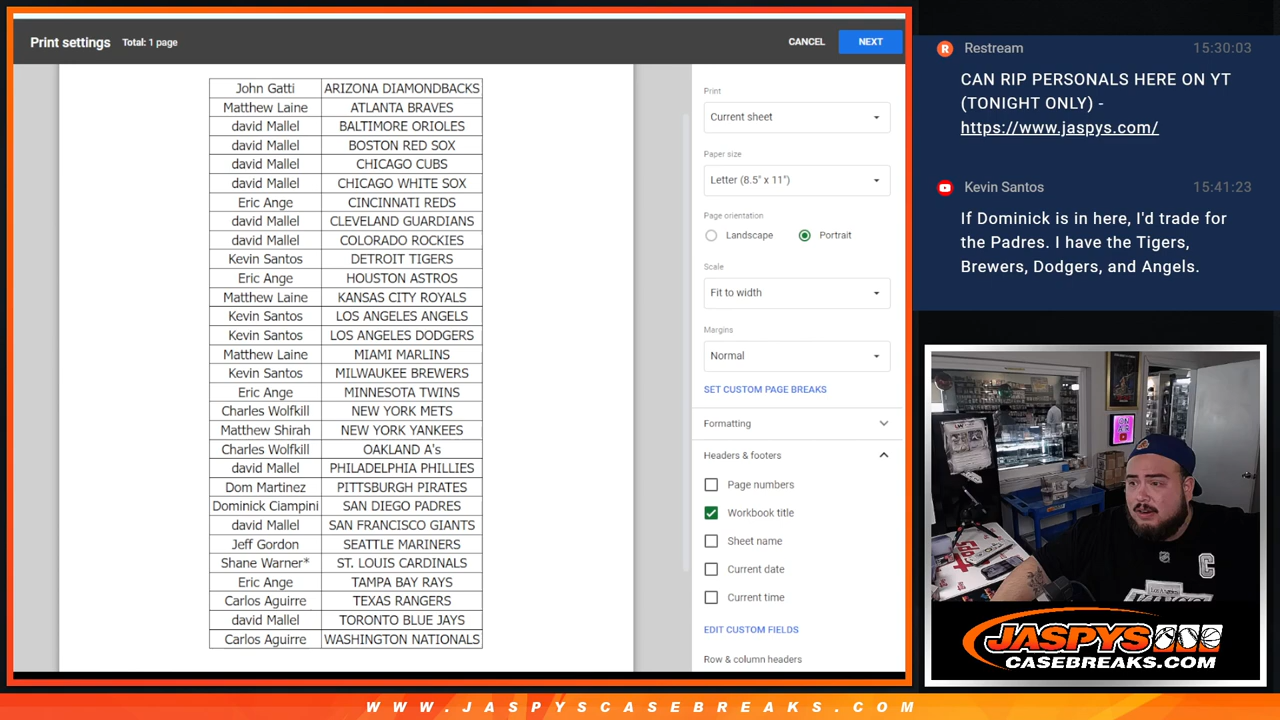 Print settings Total: 1 page CANCEL NEXT
John Gatti ARIZONA DIAMONDBACKS
Matthew Laine ATLANTA BRAVES
david Mallel BALTIMORE ORIOLES
david Mallel BOSTON RED SOX
david Mallel CHICAGO CUBS
david Mallel CHICAGO WHITE SOX
Eric Ange CINCINNATI REDS
david Mallel CLEVELAND GUARDIANS
david Mallel COLORADO ROCKIES
Kevin Santos DETROIT TIGERS
Eric Ange HOUSTON ASTROS
Matthew Laine KANSAS CITY ROYALS
Kevin Santos LOS ANGELES ANGELS
Kevin Santos LOS ANGELES DODGERS
Matthew Laine MIAMI MARLINS
Kevin Santos MILWAUKEE BREWERS
Eric Ange MINNESOTA TWINS
Charles Wolfkill NEW YORK METS
Matthew Shirah NEW YORK YANKEES
Charles Wolfkill OAKLAND A's
david Mallel PHILADELPHIA PHILLIES
Dom Martinez PITTSBURGH PIRATES
Dominick Ciampini SAN DIEGO PADRES
david Mallel SAN FRANCISCO GIANTS
Jeff Gordon SEATTLE MARINERS
Shane Warner* ST. LOUIS CARDINALS
Eric Ange TAMPA BAY RAYS
Carlos Aguirre TEXAS RANGERS
david Mallel TORONTO BLUE JAYS
Carlos Aguirre WASHINGTON NATIONALS
Print
Current sheet
Paper size
Letter (8.5" x 11")
Page orientation
Landscape Portrait
Scale
Fit to width
Margins
Normal
SET CUSTOM PAGE BREAKS
Formatting
Headers & footers
Page numbers
Workbook title
Sheet name
Current date
Current time
EDIT CUSTOM FIELDS
Row & column headers
Restream 15:30:03
CAN RIP PERSONALS HERE ON YT
(TONIGHT ONLY) -
https://www.jaspys.com/
Kevin Santos 15:41:23
If Dominick is in here, I'd trade for
the Padres. I have the Tigers,
Brewers, Dodgers, and Angels.
C
JASPYS
CASEBREAKS.COM
WWW.JASPYSCASEBREAKS.COM